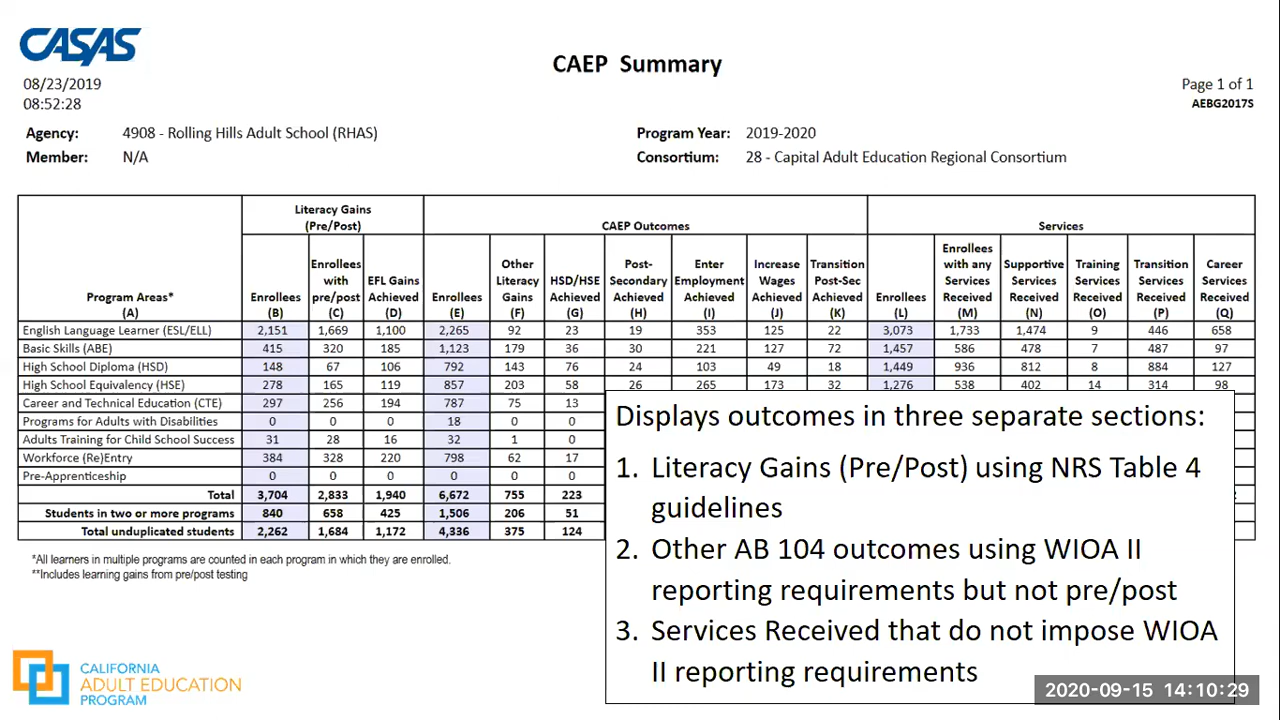 CASAS
08/23/2019
08:52:28
CAEP Summary
Page 1 of 1
AEBG2017S
Agency: 4908 - Rolling Hills Adult School (RHAS)
Member: N/A
Program Year: 2019-2020
Consortium: 28 - Capital Adult Education Regional Consortium
Literacy Gains
(Pre/Post)
CAEP Outcomes
Services
Program Areas*
(A)
Enrollees
(B)
Enrollees
with
pre/post
(C)
EFL Gains
Achieved
(D)
Enrollees
(E)
Other
Literacy
Gains
(F)
HSD/HSE
Achieved
(G)
Post-
Secondary
Achieved
(H)
Enter
Employment
Achieved
(I)
Increase
Wages
Achieved
(J)
Transition
Post-Sec
Achieved
(K)
Enrollees
(L)
Enrollees
with any
Services
Received
(M)
Supportive
Services
Received
(N)
Training
Services
Received
(O)
Transition
Services
Received
(P)
Career
Services
Received
(Q)
English Language Learner (ESL/ELL) 2,151 1,669 1,100 2,265 92 23 19 353 125 22 3,073 1,733 1,474 9 446 658
Basic Skills (ABE) 415 320 185 1,123 179 36 30 221 127 72 1,457 586 478 7 487 97
High School Diploma (HSD) 148 67 106 792 143 76 24 103 49 18 1,449 936 812 8 884 127
High School Equivalency (HSE) 278 165 119 857 203 58 26 265 173 32 1,276 538 402 14 314 98
Career and Technical Education (CTE) 297 256 194 787 75 13
Programs for Adults with Disabilities 0 0 0 18 0 0
Adults Training for Child School Success 31 28 16 32 1 0
Workforce (Re)Entry 384 328 220 798 62 17
Pre-Apprenticeship 0 0 0 0 0 0
Total 3,704 2,833 1,940 6,672 755 223
Students in two or more programs 840 658 425 1,506 206 51
Total unduplicated students 2,262 1,684 1,172 4,336 375 124
*All learners in multiple programs are counted in each program in which they are enrolled.
**Includes learning gains from pre/post testing
Displays outcomes in three separate sections:
1. Literacy Gains (Pre/Post) using NRS Table 4
guidelines
2. Other AB 104 outcomes using WIOA II
reporting requirements but not pre/post
3. Services Received that do not impose WIOA
II reporting requirements
CALIFORNIA
ADULT EDUCATION
PROGRAM
2020-09-15 14:10:29